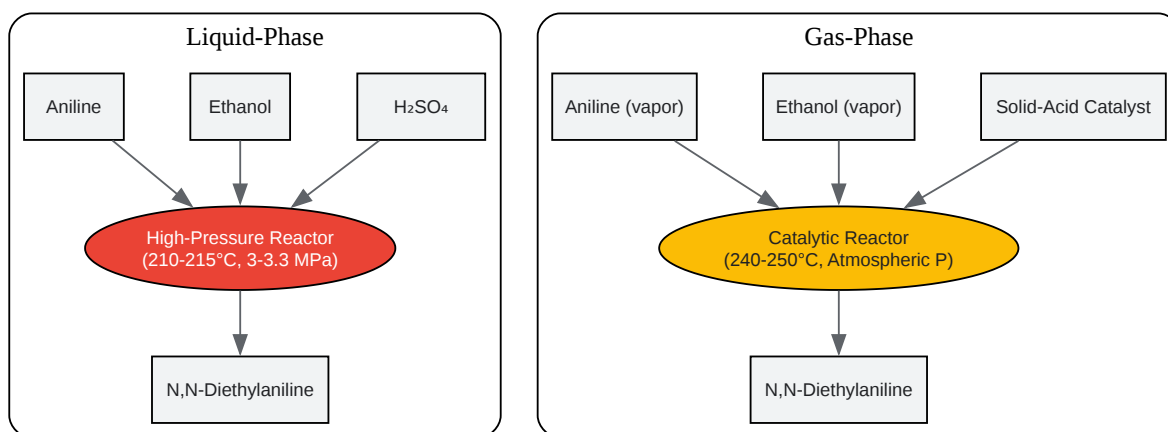 Liquid-Phase
Aniline
Ethanol
H₂SO₄
High-Pressure Reactor
(210-215°C, 3-3.3 MPa)
N,N-Diethylaniline
Gas-Phase
Aniline (vapor)
Ethanol (vapor)
Solid-Acid Catalyst
Catalytic Reactor
(240-250°C, Atmospheric P)
N,N-Diethylaniline